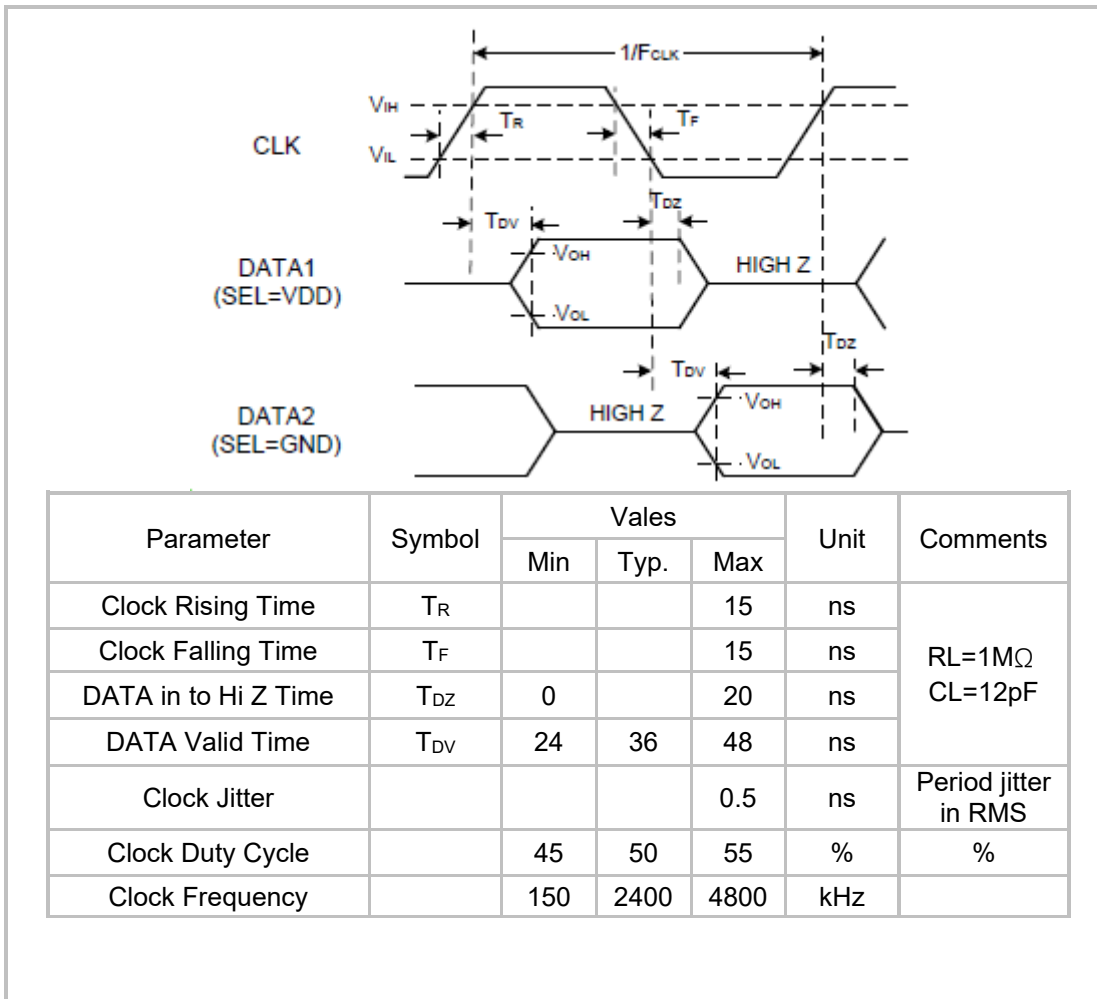 1/FCLK
VIH
TR
TF
CLK
VIL
TDZ
TDV
VOH
DATA1
HIGH Z
(SEL=VDD)
VOL
TDZ
TDV
VOH
DATA2
HIGH Z
(SEL=GND)
VOL
Parameter Symbol Vales Unit Comments
Min Typ. Max
Clock Rising Time TR 15 ns
Clock Falling Time TF 15 ns
RL=1MΩ
CL=12pF
DATA in to Hi Z Time TDZ 0 20 ns
DATA Valid Time TDV 24 36 48 ns
Clock Jitter 0.5 ns Period jitter
in RMS
Clock Duty Cycle 45 50 55 % %
Clock Frequency 150 2400 4800 kHz